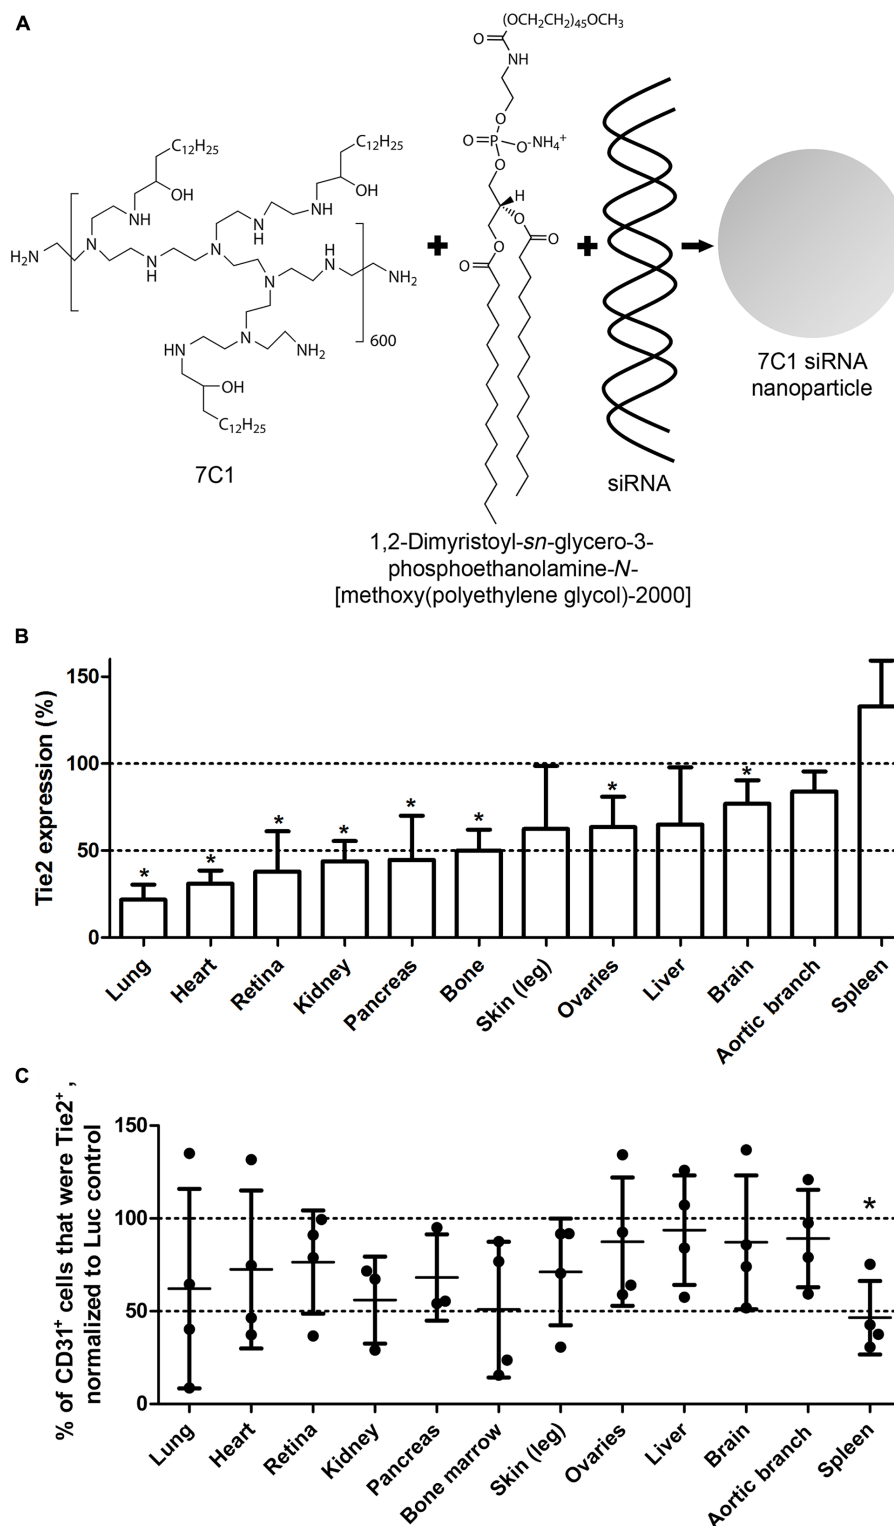 A
(OCH2CH2)45OCH3
O
NH
O
O=P
O-NH4+
O
H
O
O
O
O
C12H25
C12H25
OH
OH
NH
N
H
NH
H2N
N
N
N
H
N
H
NH2
N
600
HN
N
NH2
OH
C12H25
7C1
siRNA
7C1 siRNA
nanoparticle
1,2-Dimyristoyl-sn-glycero-3-
phosphoethanolamine-N-
[methoxy(polyethylene glycol)-2000]
B
Tie2 expression (%)
150
100
50
0
* * * * * * * *
Lung Heart Retina Kidney Pancreas Bone Skin (leg) Ovaries Liver Brain Aortic branch Spleen
C
% of CD31+ cells that were Tie2+,
normalized to Luc control
150
100
50
0
*
Lung Heart Retina Kidney Pancreas Bone marrow Skin (leg) Ovaries Liver Brain Aortic branch Spleen